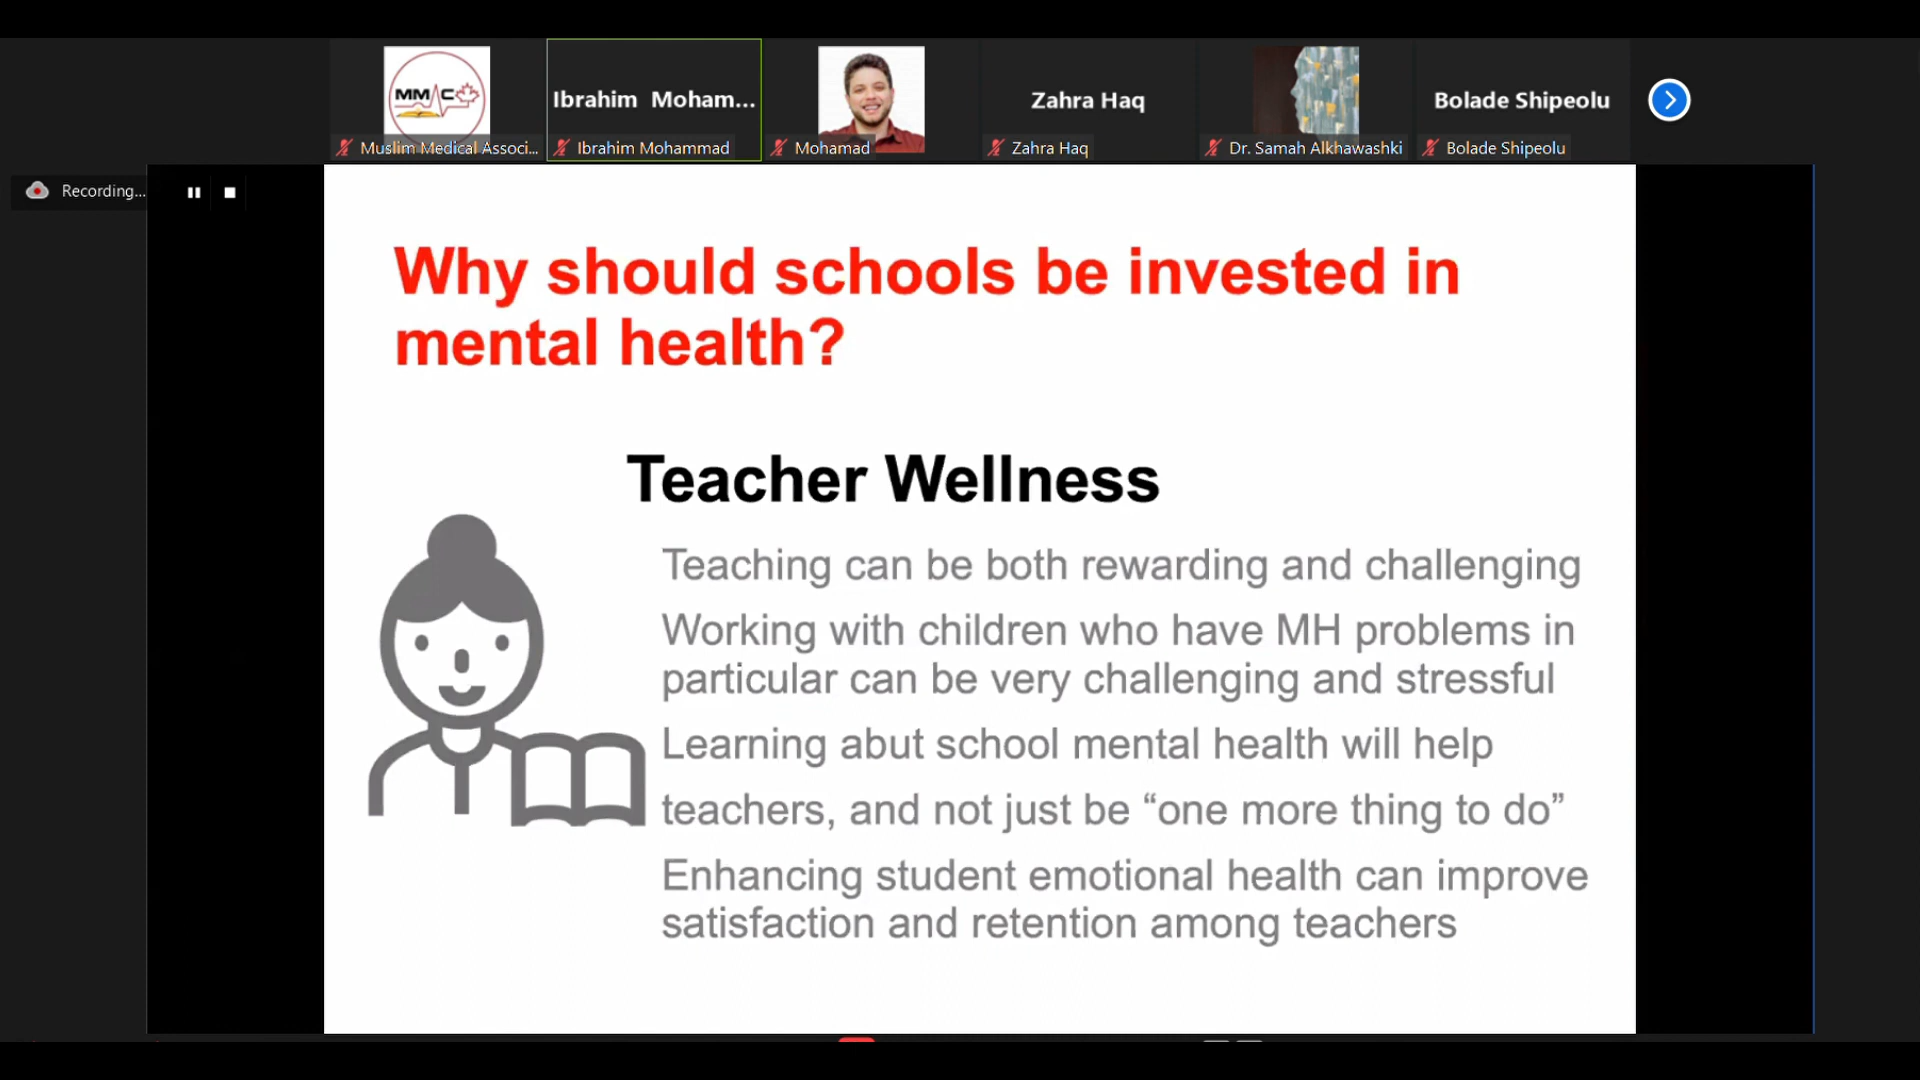 MMAC
Ibrahim Moham...
Zahra Haq
Bolade Shipeolu
Muslim Medical Associ...
Ibrahim Mohammad
Mohamad
Zahra Haq
Dr. Samah Alkhawashki
Bolade Shipeolu
Recording...
Why should schools be invested in
mental health?
Teacher Wellness
Teaching can be both rewarding and challenging
Working with children who have MH problems in
particular can be very challenging and stressful
Learning abut school mental health will help
teachers, and not just be “one more thing to do”
Enhancing student emotional health can improve
satisfaction and retention among teachers